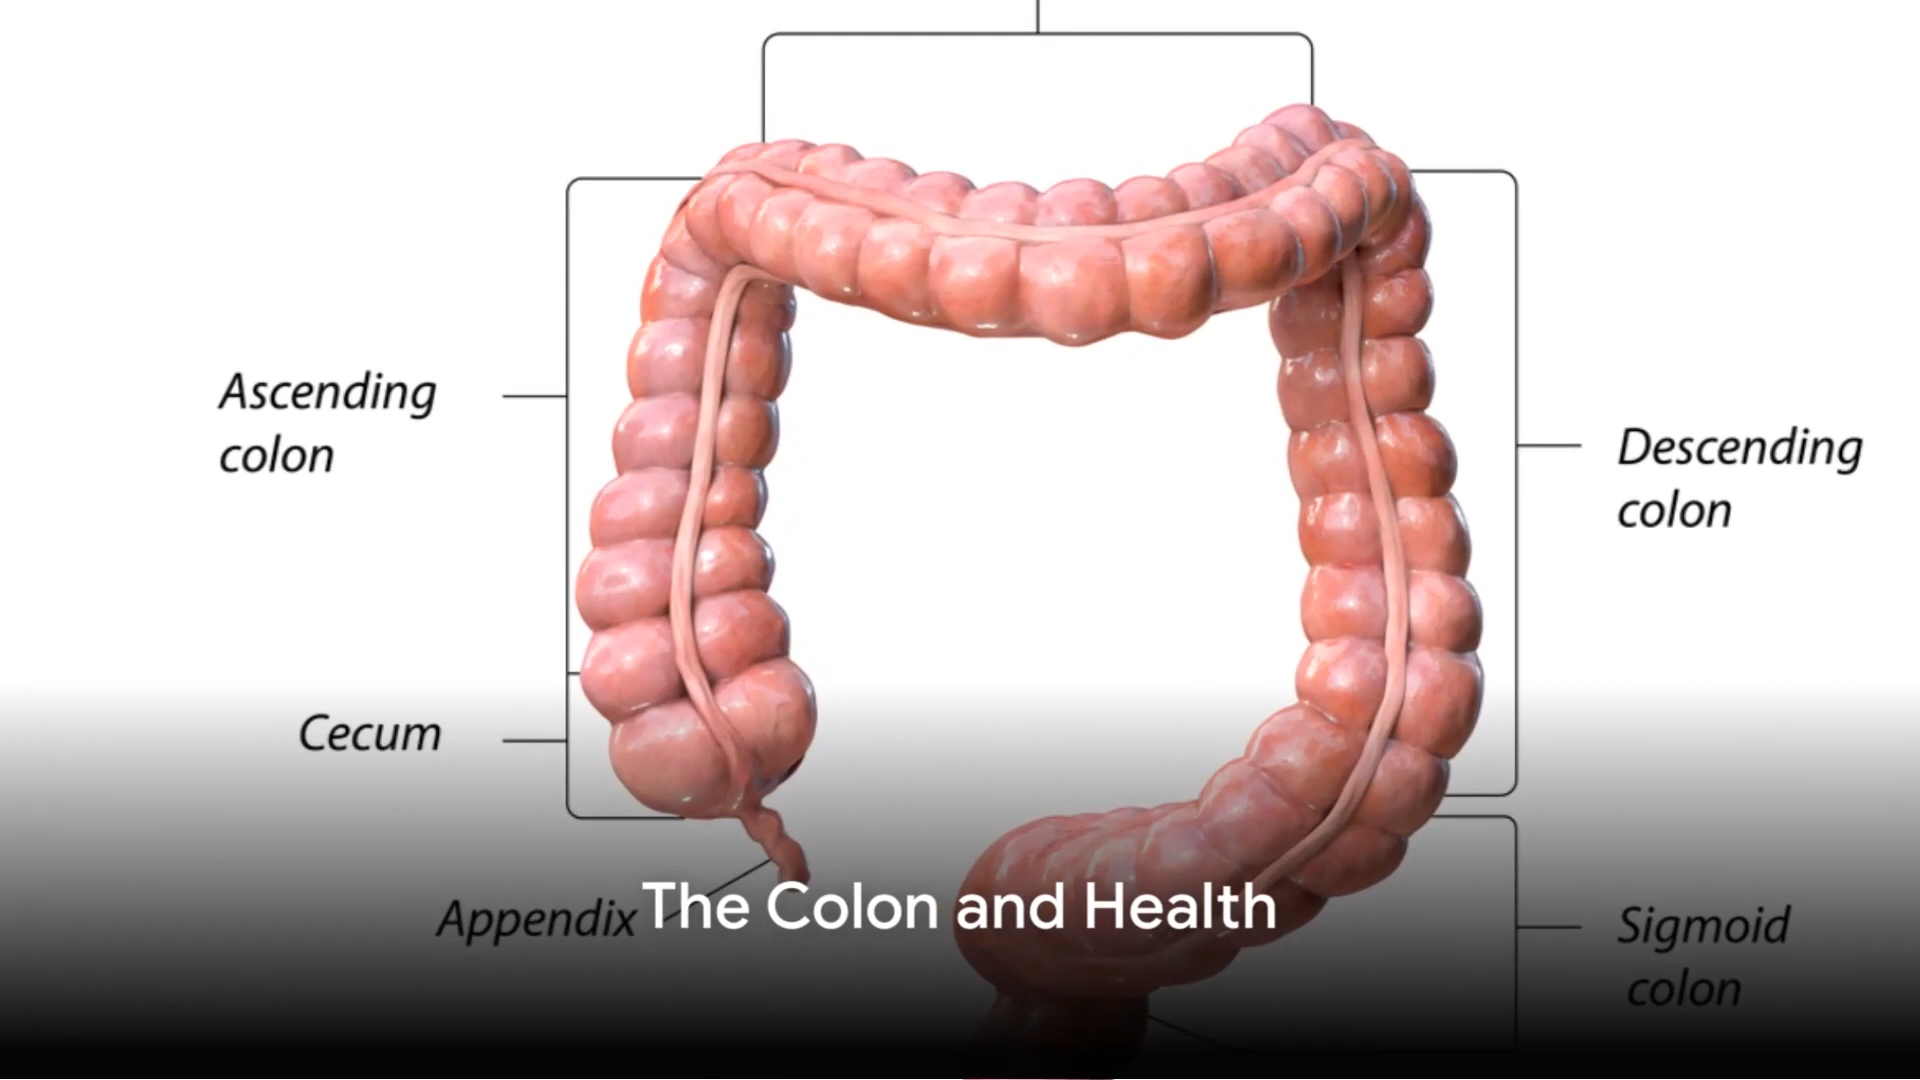 Ascending
colon
Descending
colon
Cecum
Appendix
The Colon and Health
Sigmoid
colon